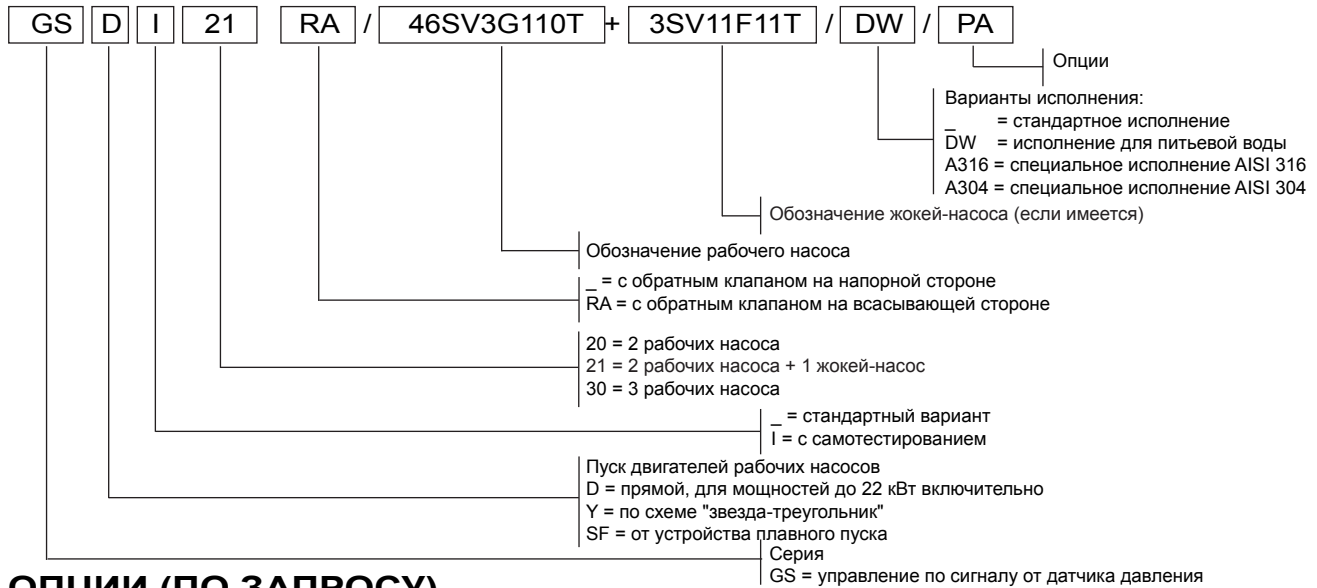 GS D I 21 RA / 46SV3G110T + 3SV11F11T / DW / PA
Опции
Варианты исполнения:
_ = стандартное исполнение
DW = исполнение для питьевой воды
A316 = специальное исполнение AISI 316
A304 = специальное исполнение AISI 304
Обозначение жокей-насоса (если имеется)
Обозначение рабочего насоса
_ = с обратным клапаном на напорной стороне
RA = с обратным клапаном на всасывающей стороне
20 = 2 рабочих насоса
21 = 2 рабочих насоса + 1 жокей-насос
30 = 3 рабочих насоса
_ = стандартный вариант
I = с самотестированием
Пуск двигателей рабочих насосов
D = прямой, для мощностей до 22 кВт включительно
Y = по схеме "звезда-треугольник"
SF = от устройства плавного пуска
Серия
GS = управление по сигналу от датчика давления
ОПЦИИ (ПО ЗАПРОСУ)